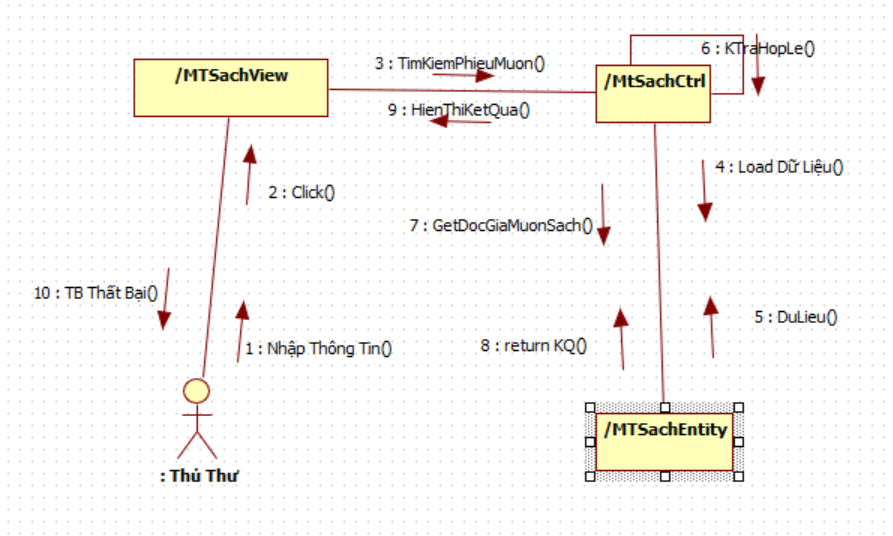 /MTSachView
3 : TimKiemPhieuMuon()
6 : KTraHopLe()
/MtSachCtrl
9 : HienThiKetQua()
4 : Load Dữ Liệu()
2 : Click()
7 : GetDocGiaMuonSach()
10 : TB Thất Bại()
5 : DuLieu()
1 : Nhập Thông Tin()
8 : return KQ()
/MTSachEntity
: Thủ Thư